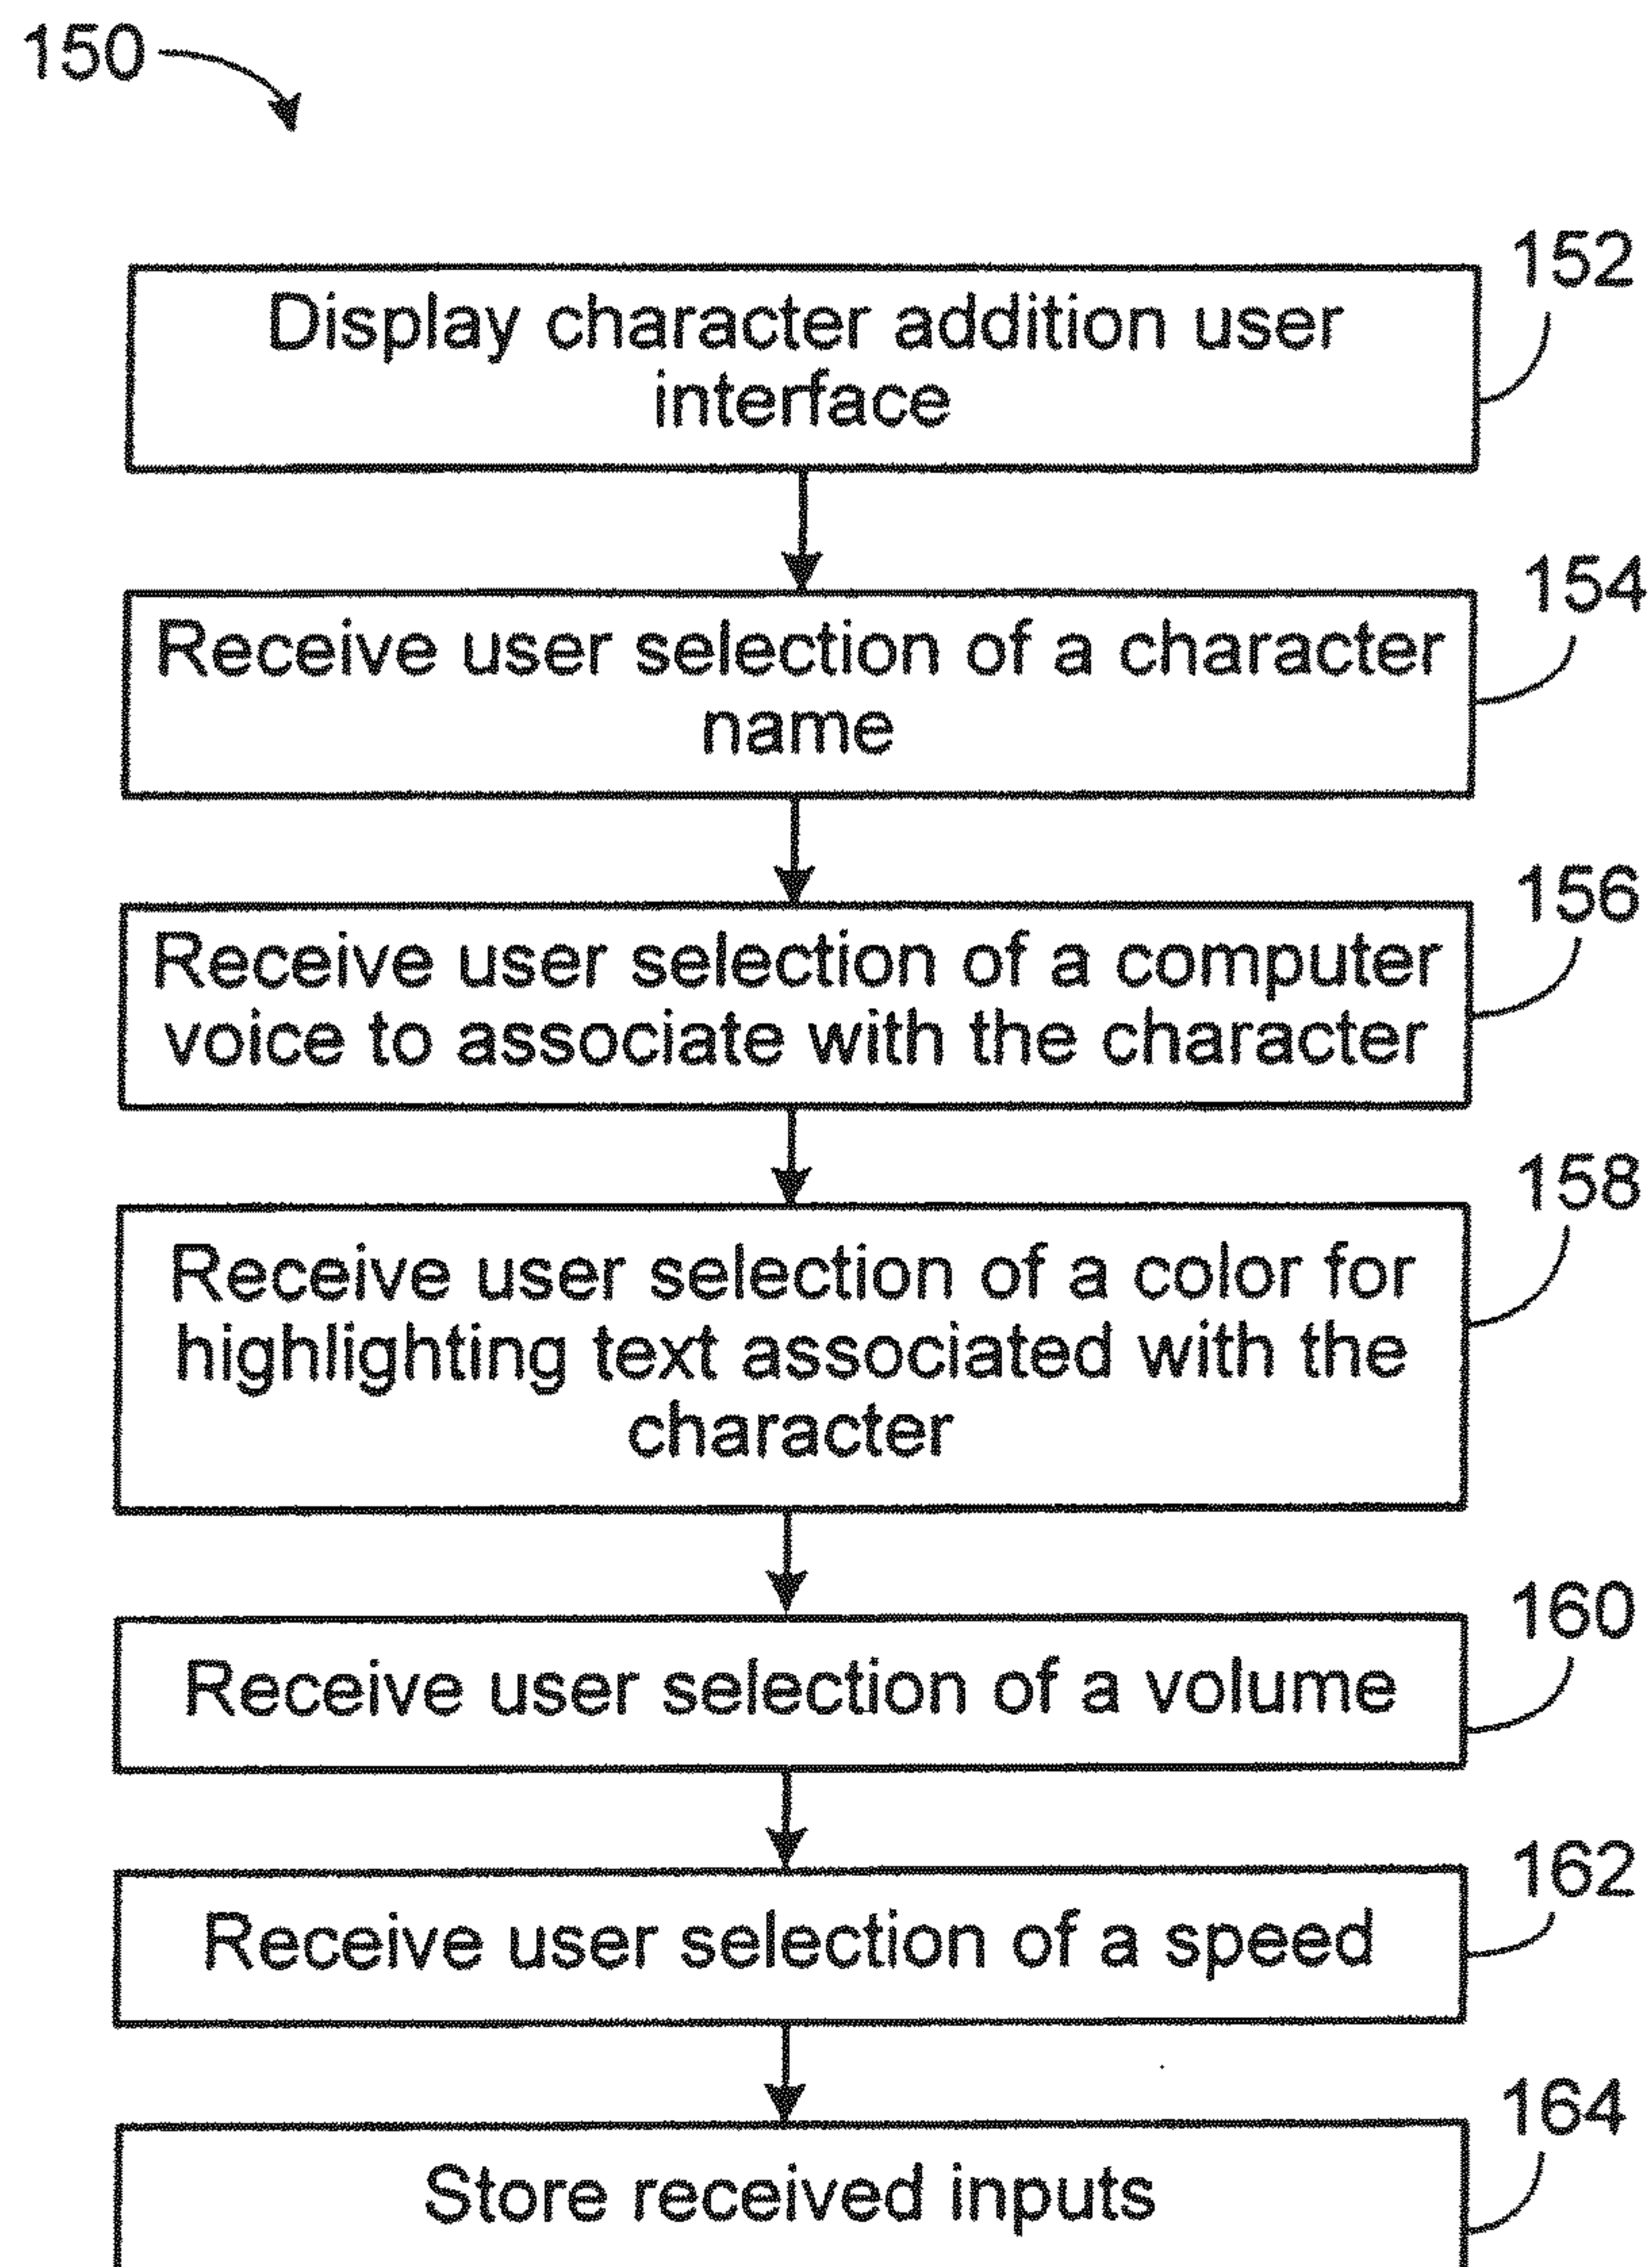 150
152
Display character addition user
interface
154
Receive user selection of a character
name
156
Receive user selection of a computer
voice to associate with the character
158
Receive user selection of a color for
highlighting text associated with the
character
160
Receive user selection of a volume
162
Receive user selection of a speed
164
Store received inputs